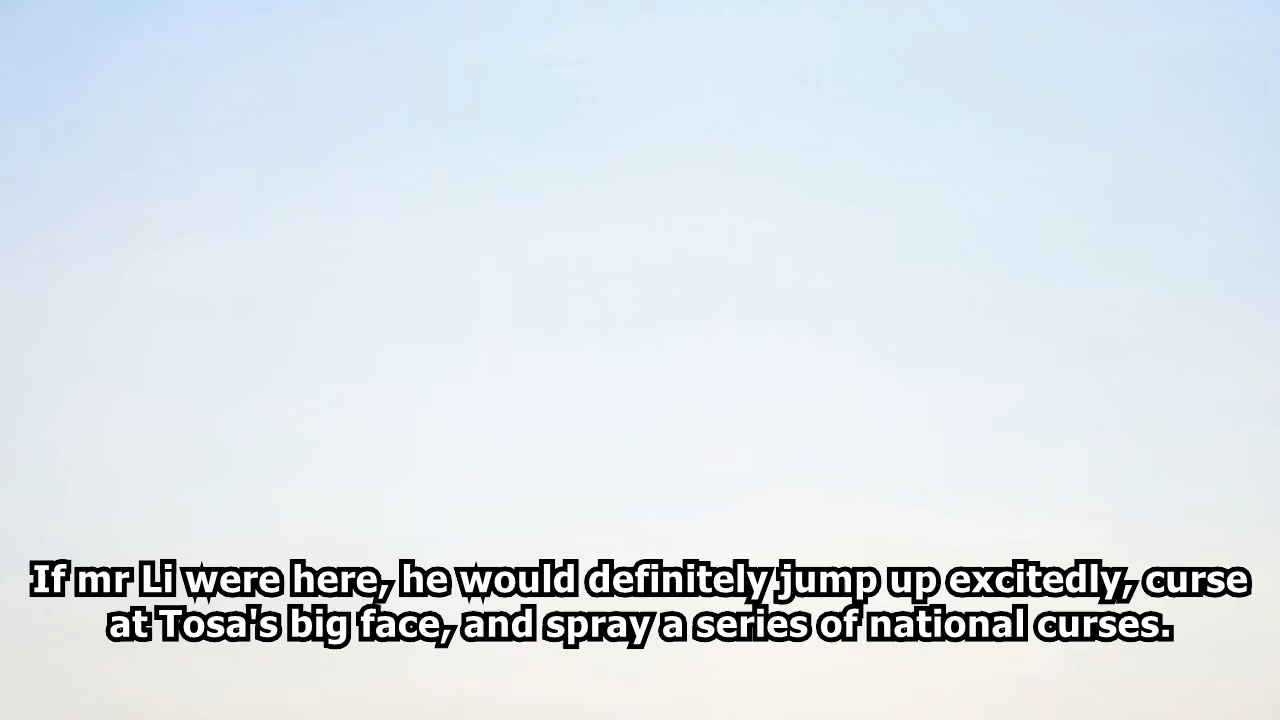 If mr Li were here, he would definitely jump up excitedly, curse
at Tosa's big face, and spray a series of national curses.